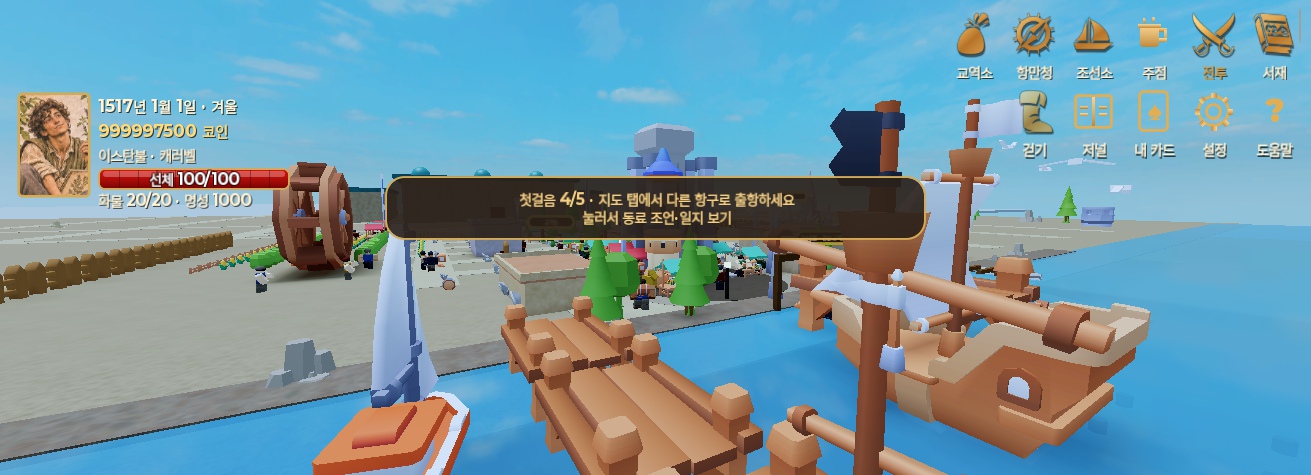 교역소 항만청 조선소 주점 전투 서재
걷기 저널 내 카드 설정 도움말
1517년 1월 1일 · 겨울
999997500 코인
이스탄불 · 캐러벨
선체 100/100
화물 20/20 · 명성 1000
첫걸음 4/5 · 지도 탭에서 다른 항구로 출항하세요
눌러서 동료 조언·일지 보기